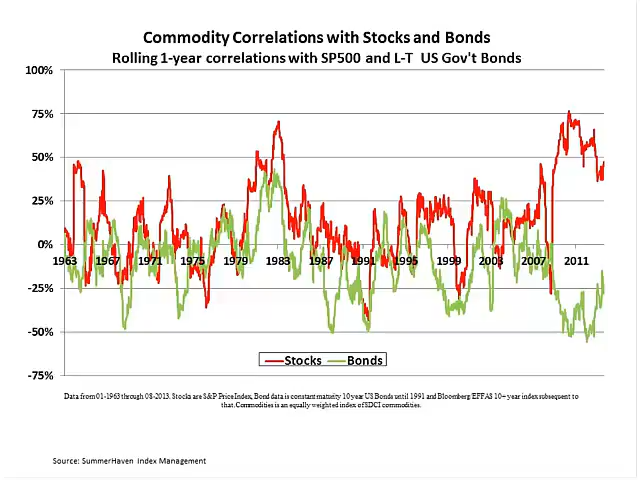 Commodity Correlations with Stocks and Bonds
Rolling 1-year correlations with SP500 and L-T US Gov't Bonds
100%
75%
50%
25%
0%
1963 1967 1971 1975 1979 1983 1987 1991 1995 1999 2003 2007 2011
-25%
-50%
Stocks Bonds
-75%
Data from 01-1963 through 08-2013. Stocks are S&P Price Index, Bond data is constant maturity 10 year US Bonds until 1991 and Bloomberg/EFFAS 10+ year index subsequent to
that. Commodities is an equally weighted index of SDCI commodities.
Source: SummerHaven Index Management